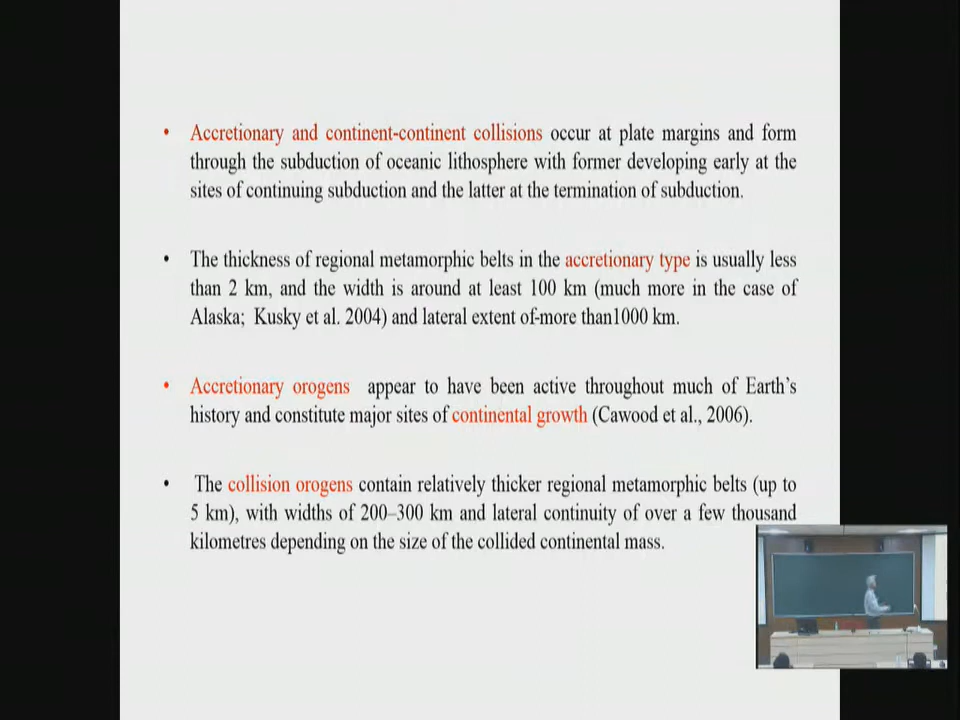 • Accretionary and continent-continent collisions occur at plate margins and form
through the subduction of oceanic lithosphere with former developing early at the
sites of continuing subduction and the latter at the termination of subduction.
• The thickness of regional metamorphic belts in the accretionary type is usually less
than 2 km, and the width is around at least 100 km (much more in the case of
Alaska; Kusky et al. 2004) and lateral extent of-more than1000 km.
• Accretionary orogens appear to have been active throughout much of Earth's
history and constitute major sites of continental growth (Cawood et al., 2006).
• The collision orogens contain relatively thicker regional metamorphic belts (up to
5 km), with widths of 200–300 km and lateral continuity of over a few thousand
kilometres depending on the size of the collided continental mass.